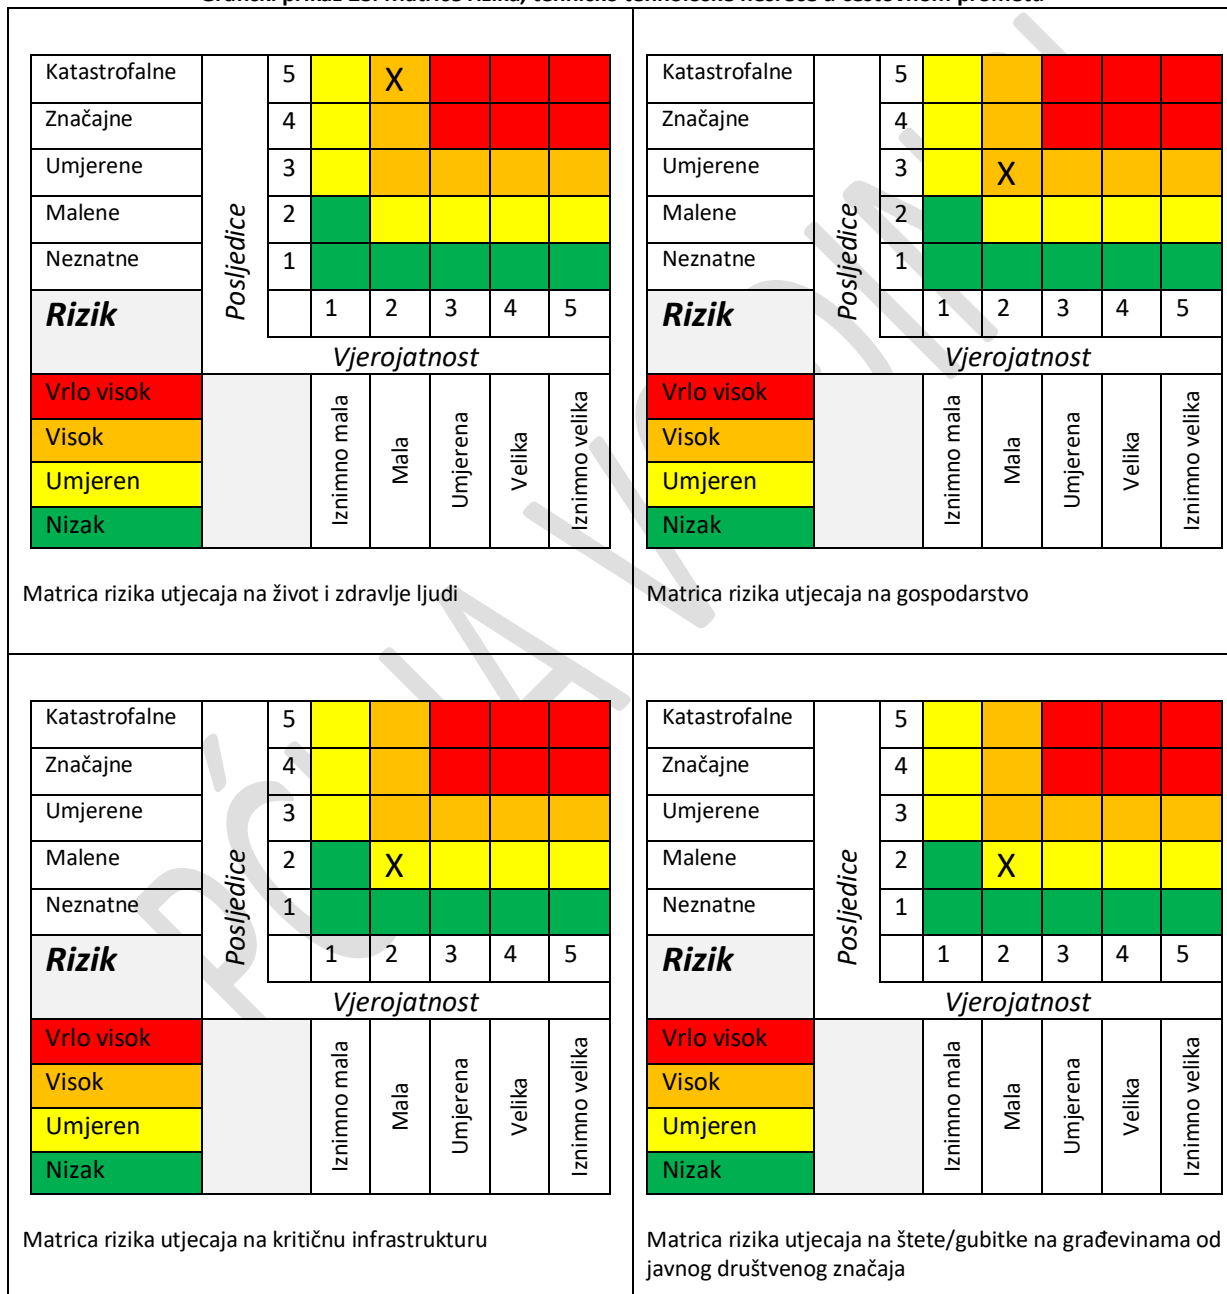 Katastrofalne 5 X
Značajne 4
Umjerene 3
Malene 2
Neznatne 1
Posljedice
Rizik 1 2 3 4 5
Vjerojatnost
Vrlo visok
Visok
Umjeren
Nizak
Iznimno mala
Mala
Umjerena
Velika
Iznimno velika
Matrica rizika utjecaja na život i zdravlje ljudi
Katastrofalne 5
Značajne 4
Umjerene 3 X
Malene 2
Neznatne 1
Posljedice
Rizik 1 2 3 4 5
Vjerojatnost
Vrlo visok
Visok
Umjeren
Nizak
Iznimno mala
Mala
Umjerena
Velika
Iznimno velika
Matrica rizika utjecaja na gospodarstvo
Katastrofalne 5
Značajne 4
Umjerene 3
Malene 2 X
Neznatne 1
Posljedice
Rizik 1 2 3 4 5
Vjerojatnost
Vrlo visok
Visok
Umjeren
Nizak
Iznimno mala
Mala
Umjerena
Velika
Iznimno velika
Matrica rizika utjecaja na kritičnu infrastrukturu
Katastrofalne 5
Značajne 4
Umjerene 3
Malene 2 X
Neznatne 1
Posljedice
Rizik 1 2 3 4 5
Vjerojatnost
Vrlo visok
Visok
Umjeren
Nizak
Iznimno mala
Mala
Umjerena
Velika
Iznimno velika
Matrica rizika utjecaja na štete/gubitke na građevinama od
javnog društvenog značaja